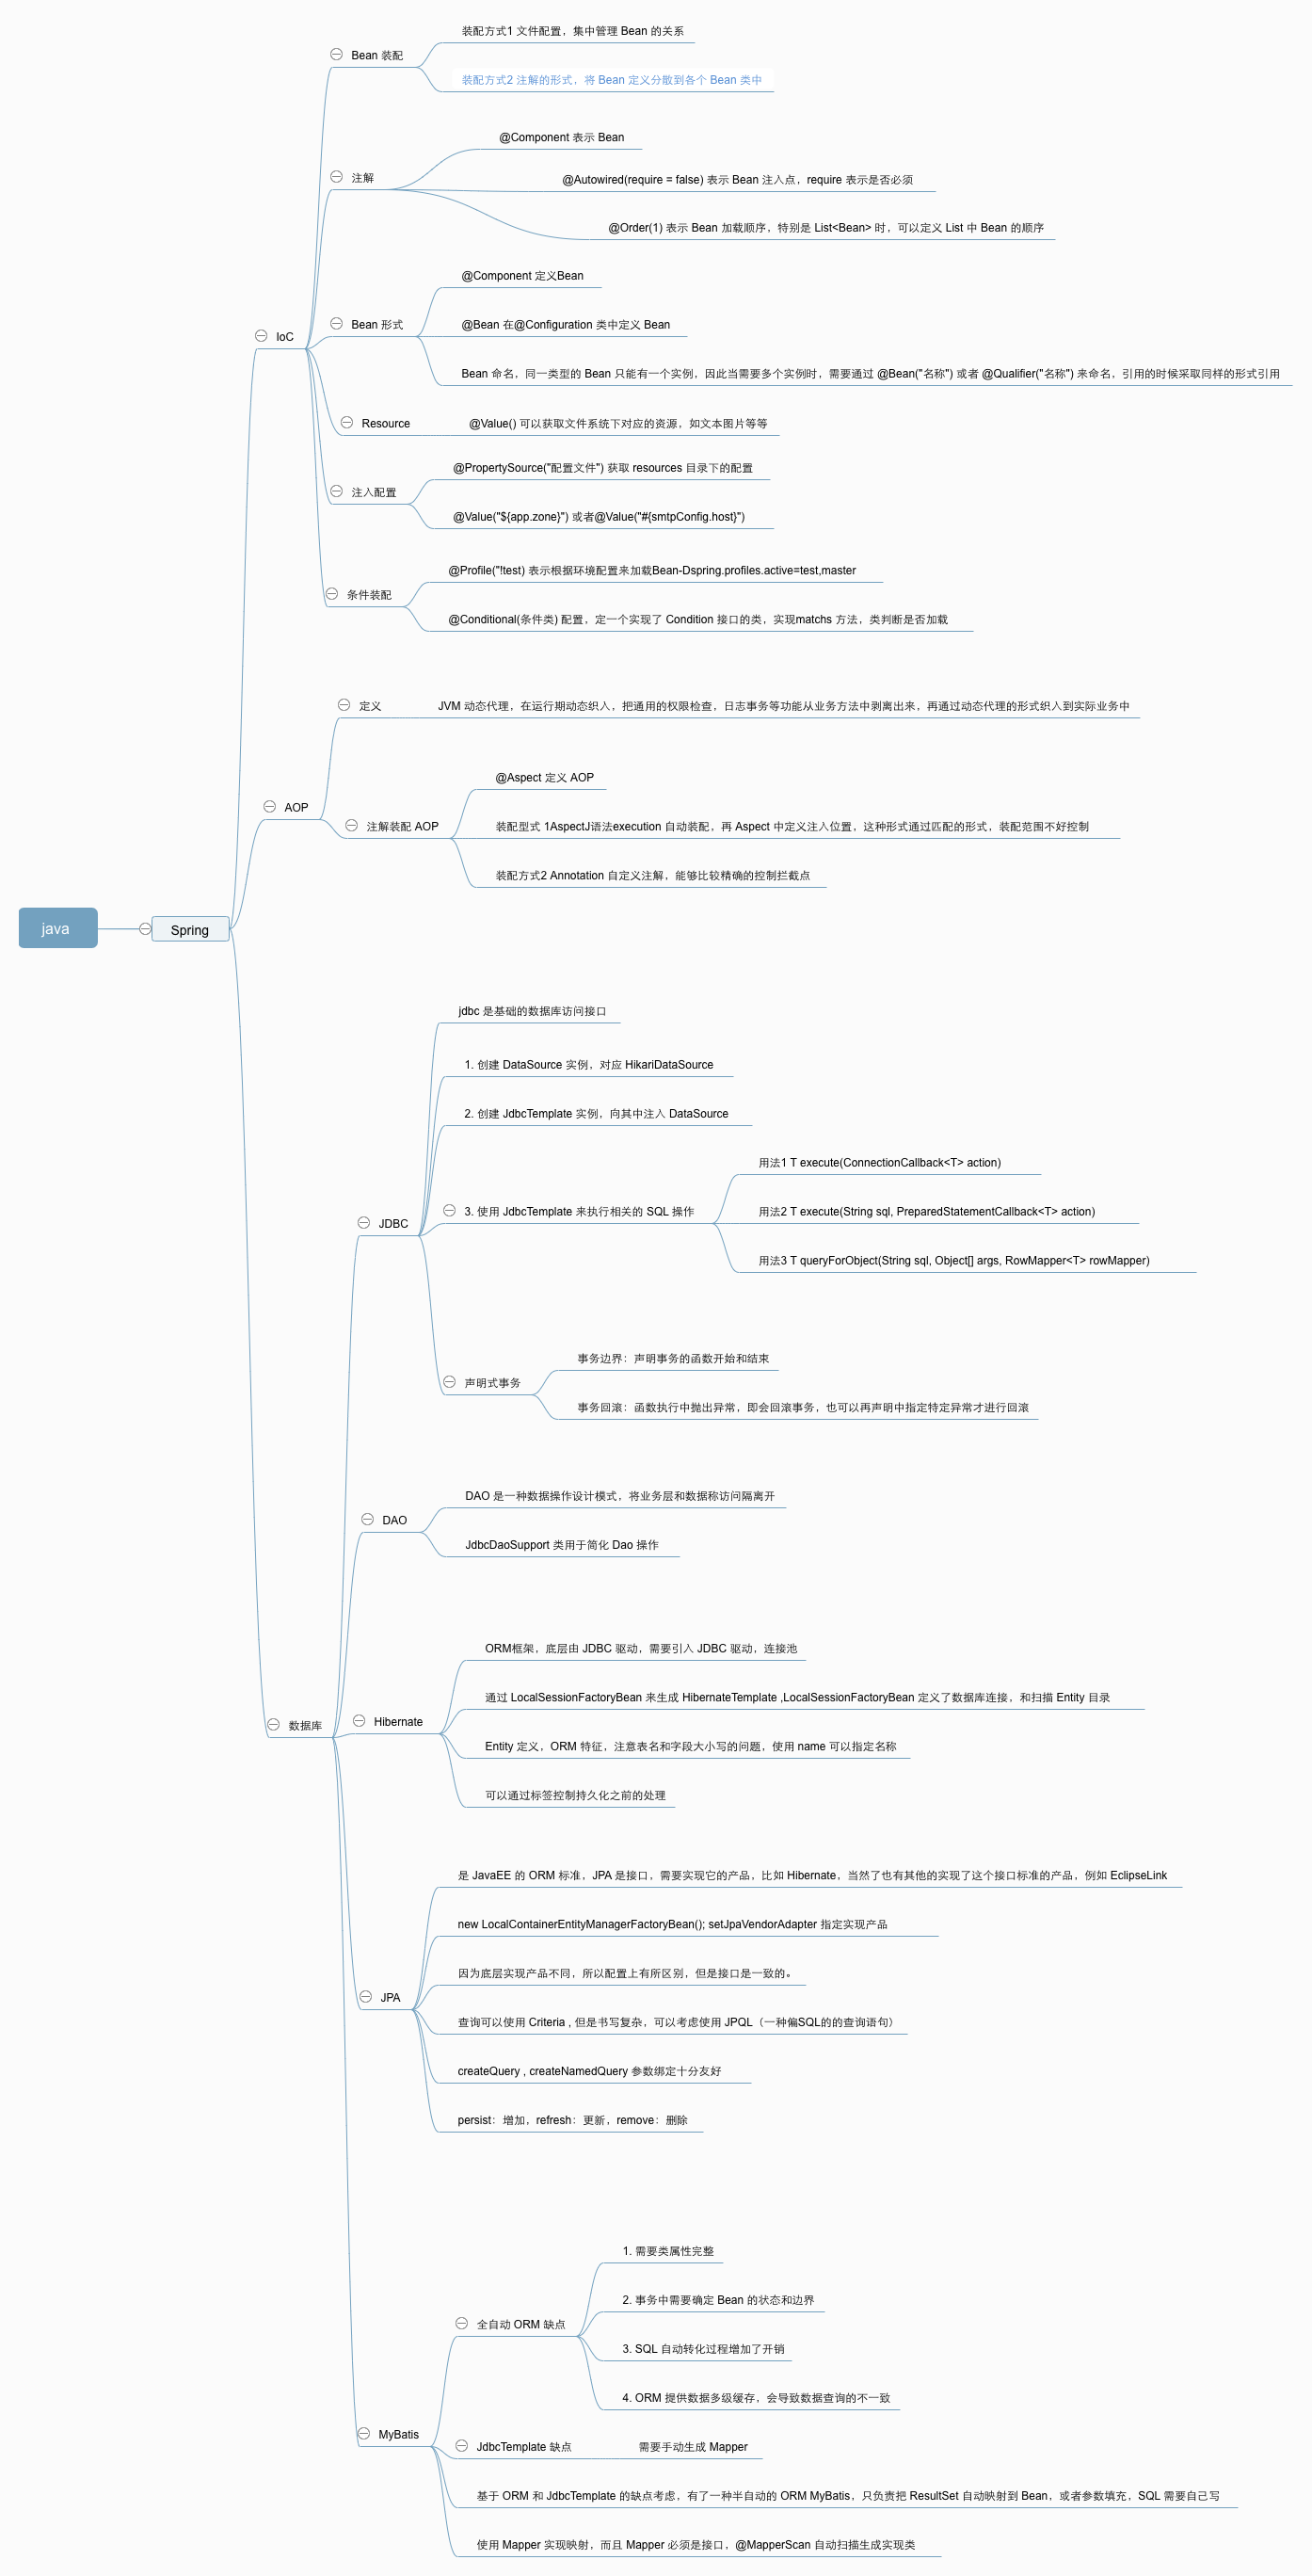 装配方式1 文件配置，集中管理 Bean 的关系
Bean 装配
装配方式2 注解的形式，将 Bean 定义分散到各个 Bean 类中
@Component 表示 Bean
注解
@Autowired(require = false) 表示 Bean 注入点，require 表示是否必须
@Order(1) 表示 Bean 加载顺序，特别是 List<Bean> 时，可以定义 List 中 Bean 的顺序
@Component 定义Bean
Bean 形式
@Bean 在@Configuration 类中定义 Bean
IoC
Bean 命名，同一类型的 Bean 只能有一个实例，因此当需要多个实例时，需要通过 @Bean("名称") 或者 @Qualifier("名称") 来命名，引用的时候采取同样的形式引用
Resource
@Value() 可以获取文件系统下对应的资源，如文本图片等等
@PropertySource("配置文件") 获取 resources 目录下的配置
注入配置
@Value("${app.zone}") 或者@Value("#{smtpConfig.host}")
@Profile("!test) 表示根据环境配置来加载Bean-Dspring.profiles.active=test,master
条件装配
@Conditional(条件类) 配置，定一个实现了 Condition 接口的类，实现matchs 方法，类判断是否加载
定义
JVM 动态代理，在运行期动态织入，把通用的权限检查，日志事务等功能从业务方法中剥离出来，再通过动态代理的形式织入到实际业务中
@Aspect 定义 AOP
AOP
注解装配 AOP
装配型式 1AspectJ语法execution 自动装配，再 Aspect 中定义注入位置，这种形式通过匹配的形式，装配范围不好控制
装配方式2 Annotation 自定义注解，能够比较精确的控制拦截点
java
Spring
jdbc 是基础的数据库访问接口
1. 创建 DataSource 实例，对应 HikariDataSource
2. 创建 JdbcTemplate 实例，向其中注入 DataSource
用法1 T execute(ConnectionCallback<T> action)
JDBC
3. 使用 JdbcTemplate 来执行相关的 SQL 操作
用法2 T execute(String sql, PreparedStatementCallback<T> action)
用法3 T queryForObject(String sql, Object[] args, RowMapper<T> rowMapper)
事务边界：声明事务的函数开始和结束
声明式事务
事务回滚：函数执行中抛出异常，即会回滚事务，也可以再声明中指定特定异常才进行回滚
DAO 是一种数据操作设计模式，将业务层和数据称访问隔离开
DAO
JdbcDaoSupport 类用于简化 Dao 操作
ORM框架，底层由 JDBC 驱动，需要引入 JDBC 驱动，连接池
通过 LocalSessionFactoryBean 来生成 HibernateTemplate ,LocalSessionFactoryBean 定义了数据库连接，和扫描 Entity 目录
数据库
Hibernate
Entity 定义，ORM 特征，注意表名和字段大小写的问题，使用 name 可以指定名称
可以通过标签控制持久化之前的处理
是 JavaEE 的 ORM 标准，JPA 是接口，需要实现它的产品，比如 Hibernate，当然了也有其他的实现了这个接口标准的产品，例如 EclipseLink
new LocalContainerEntityManagerFactoryBean(); setJpaVendorAdapter 指定实现产品
因为底层实现产品不同，所以配置上有所区别，但是接口是一致的。
JPA
查询可以使用 Criteria , 但是书写复杂，可以考虑使用 JPQL（一种偏SQL的的查询语句）
createQuery , createNamedQuery 参数绑定十分友好
persist：增加，refresh：更新，remove：删除
1. 需要类属性完整
2. 事务中需要确定 Bean 的状态和边界
全自动 ORM 缺点
3. SQL 自动转化过程增加了开销
4. ORM 提供数据多级缓存，会导致数据查询的不一致
MyBatis
JdbcTemplate 缺点
需要手动生成 Mapper
基于 ORM 和 JdbcTemplate 的缺点考虑，有了一种半自动的 ORM MyBatis，只负责把 ResultSet 自动映射到 Bean，或者参数填充，SQL 需要自己写
使用 Mapper 实现映射，而且 Mapper 必须是接口，@MapperScan 自动扫描生成实现类